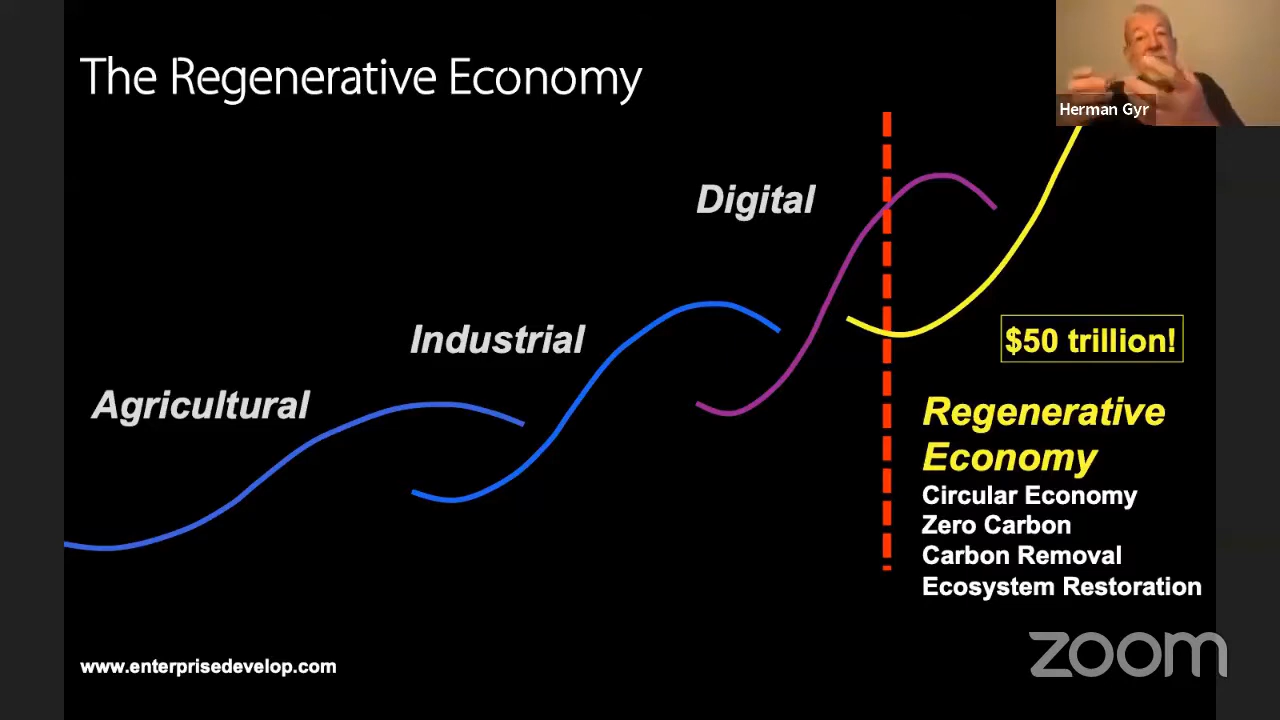 The Regenerative Economy
Herman Gyr
Digital
Industrial
Agricultural
$50 trillion!
Regenerative
Economy
Circular Economy
Zero Carbon
Carbon Removal
Ecosystem Restoration
www.enterprisedevelop.com
zoom